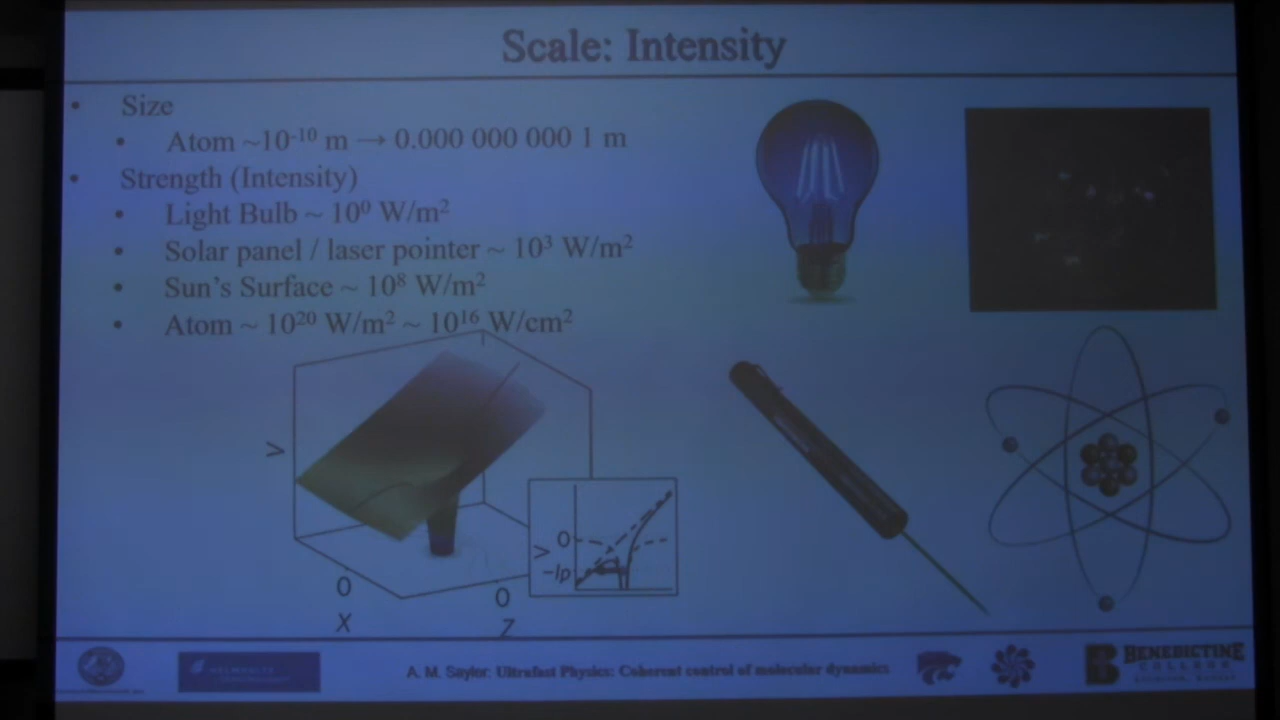 Scale: Intensity
• Size
• Atom ~10⁻¹⁰ m → 0.000 000 000 1 m
• Strength (Intensity)
• Light Bulb ~ 10⁰ W/m²
• Solar panel / laser pointer ~ 10³ W/m²
• Sun's Surface ~ 10⁸ W/m²
• Atom ~ 10²⁰ W/m² ~ 10¹⁶ W/cm²
V
0
X
0
Z
V
0
-Ip
A. M. Sayler: Ultrafast Physics: Coherent control of molecular dynamics
B BENEDICTINE
COLLEGE